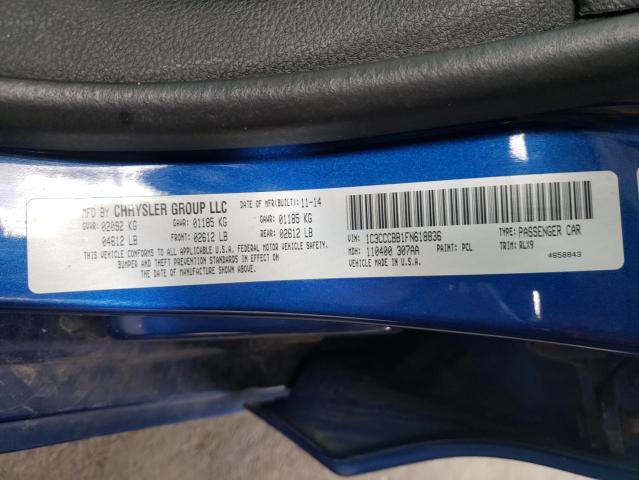 MFD BY CHRYSLER GROUP LLC DATE OF MFR(BUILT): 11-14
GVWR: 02092 KG GAWR: 01185 KG GAWR: 01185 KG
04612 LB FRONT: 02612 LB REAR: 02612 LB
THIS VEHICLE CONFORMS TO ALL APPLICABLE U.S.A. FEDERAL MOTOR VEHICLE SAFETY,
BUMPER AND THEFT PREVENTION STANDARDS IN EFFECT ON
THE DATE OF MANUFACTURE SHOWN ABOVE.
VIN: 1C3CCCBB1FN618836 TYPE: PASSENGER CAR
MDH: 110400 307AA PAINT: PCL TRIM: RLX9
VEHICLE MADE IN U.S.A. 4658843